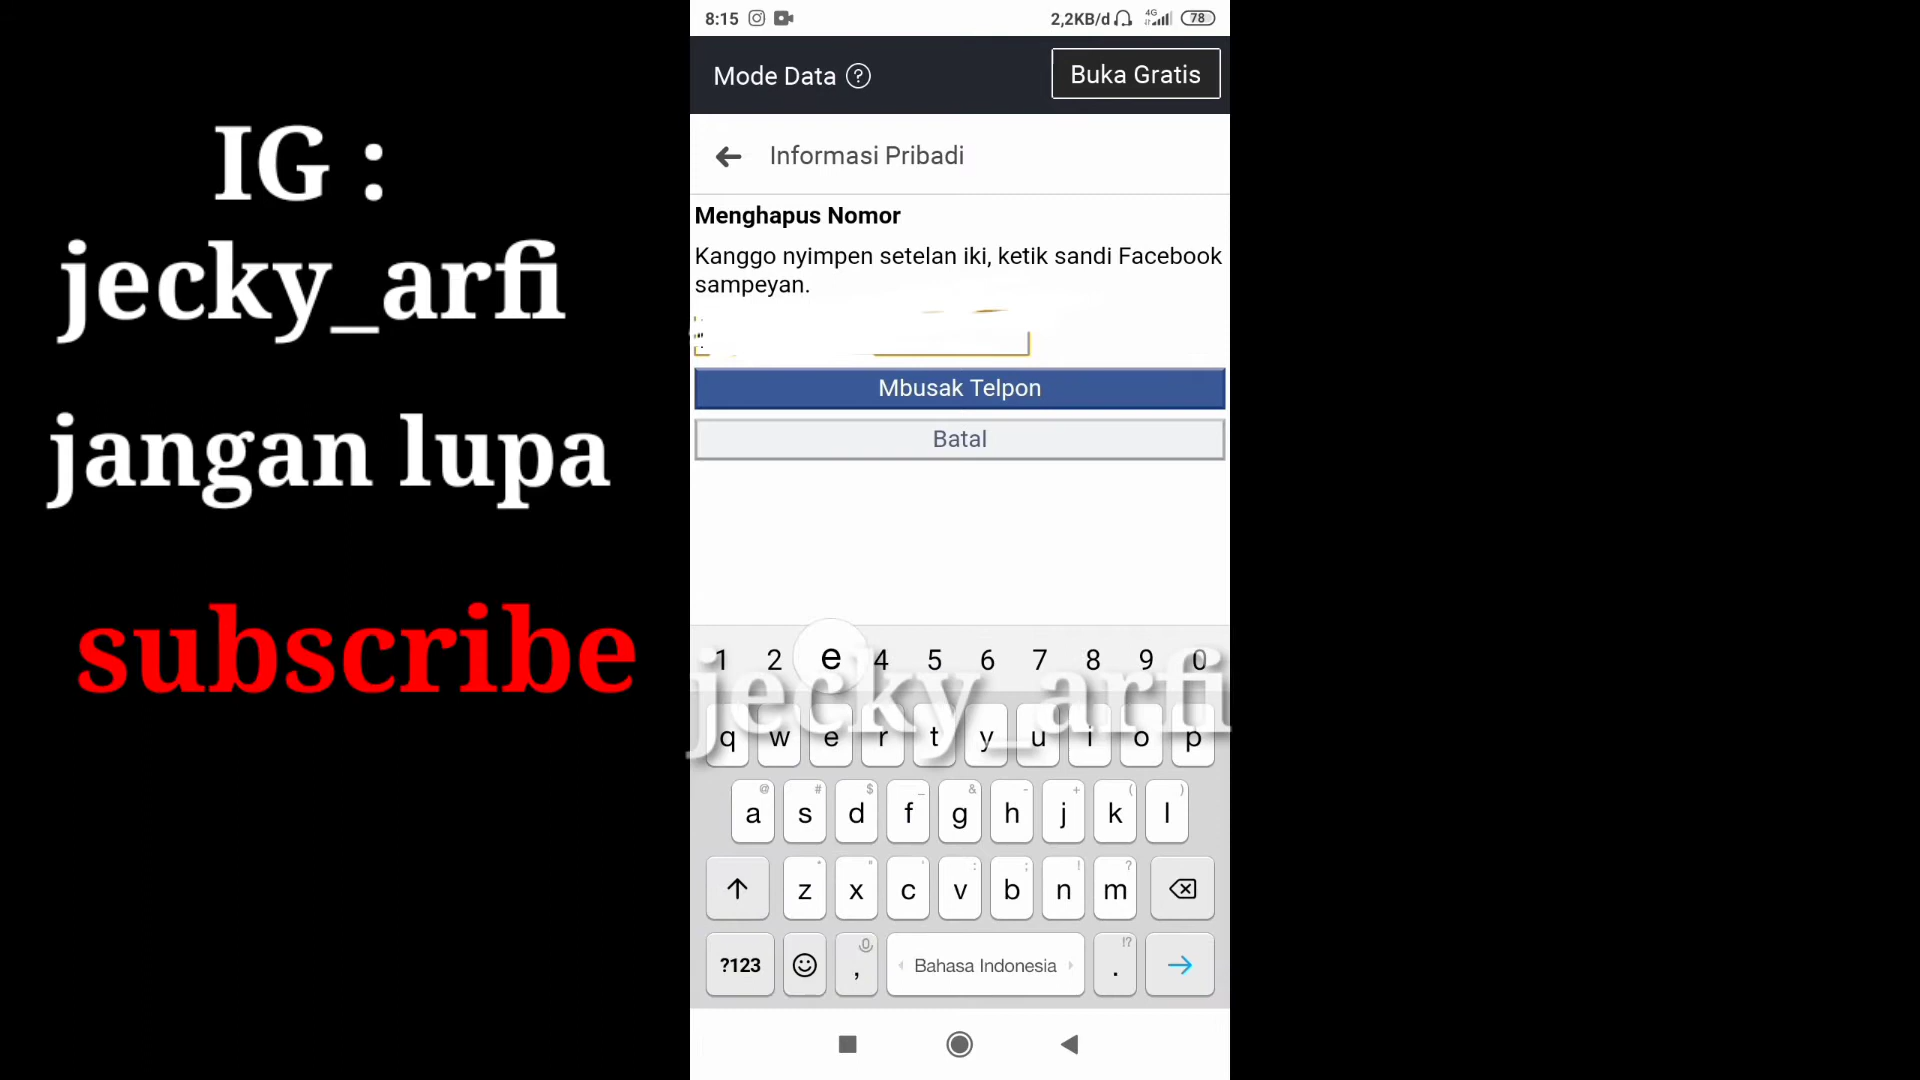 IG :
jecky_arfi
jangan lupa
subscribe
8:15 2,2KB/d 4G 78
Mode Data ? Buka Gratis
Informasi Pribadi
Menghapus Nomor
Kanggo nyimpen setelan iki, ketik sandi Facebook
sampeyan.
Mbusak Telpon
Batal
1 2 e 4 5 6 7 8 9 0
jecky_arfi
q w e r t y u i o p
@ # $ _ & - + ( )
a s d f g h j k l
* " ' : ; ! ?
z x c v b n m
?123 , Bahasa Indonesia !? .